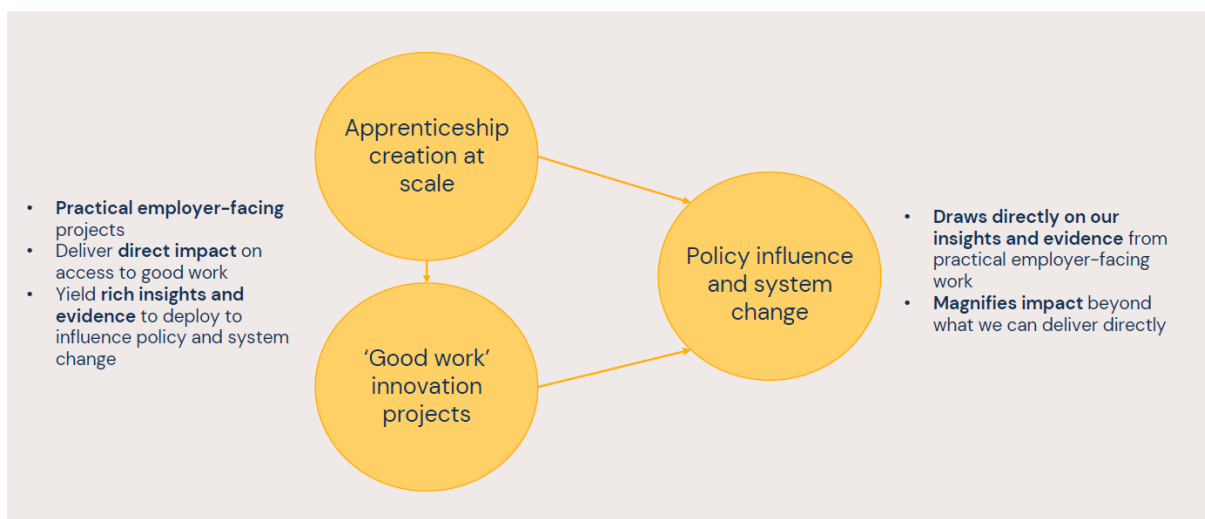 • Practical employer-facing
projects
• Deliver direct impact on
access to good work
• Yield rich insights and
evidence to deploy to
influence policy and system
change
Apprenticeship
creation at
scale
‘Good work’
innovation
projects
Policy influence
and system
change
• Draws directly on our
insights and evidence from
practical employer-facing
work
• Magnifies impact beyond
what we can deliver directly